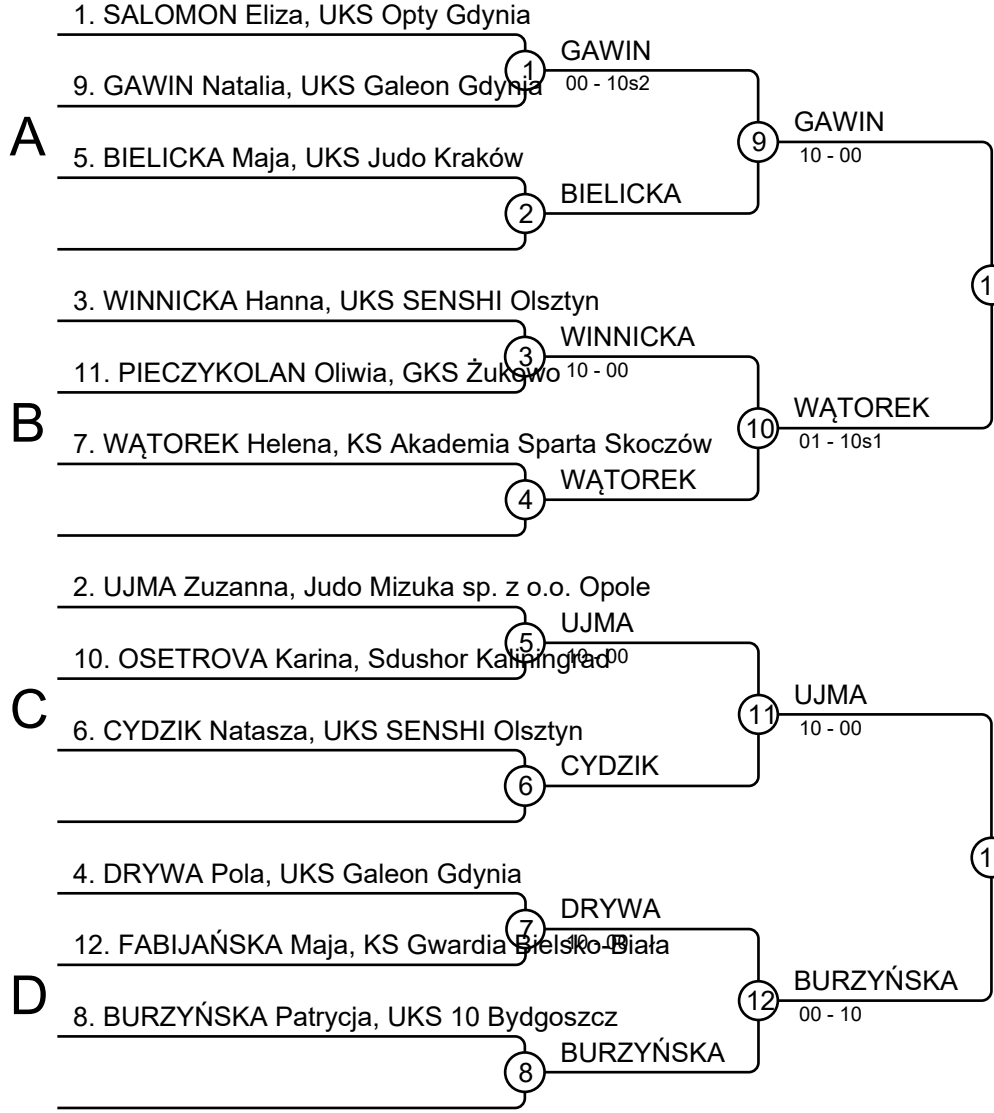 1. SALOMON Eliza, UKS Opty Gdynia
1
GAWIN
00 - 10s2
9. GAWIN Natalia, UKS Galeon Gdynia
A
9
GAWIN
10 - 00
5. BIELICKA Maja, UKS Judo Kraków
2
BIELICKA
1
3. WINNICKA Hanna, UKS SENSHI Olsztyn
3
WINNICKA
10 - 00
11. PIECZYKOLAN Oliwia, GKS Żukowo
B
10
WĄTOREK
01 - 10s1
7. WĄTOREK Helena, KS Akademia Sparta Skoczów
4
WĄTOREK
2. UJMA Zuzanna, Judo Mizuka sp. z o.o. Opole
5
UJMA
10 - 00
10. OSETROVA Karina, Sdushor Kaliningrad
C
11
UJMA
10 - 00
6. CYDZIK Natasza, UKS SENSHI Olsztyn
6
CYDZIK
1
4. DRYWA Pola, UKS Galeon Gdynia
7
DRYWA
10 - 00
12. FABIJAŃSKA Maja, KS Gwardia Bielsko-Biała
D
12
BURZYŃSKA
00 - 10
8. BURZYŃSKA Patrycja, UKS 10 Bydgoszcz
8
BURZYŃSKA